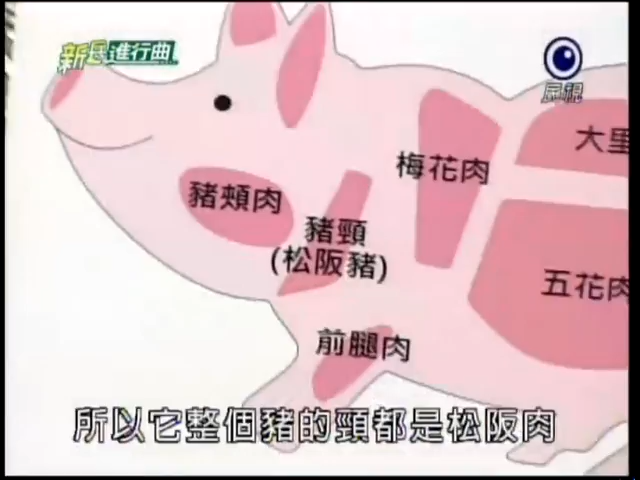 新民進行曲
民視
大里
梅花肉
豬頰肉
豬頸
(松阪豬)
五花肉
前腿肉
所以它整個豬的頸都是松阪肉